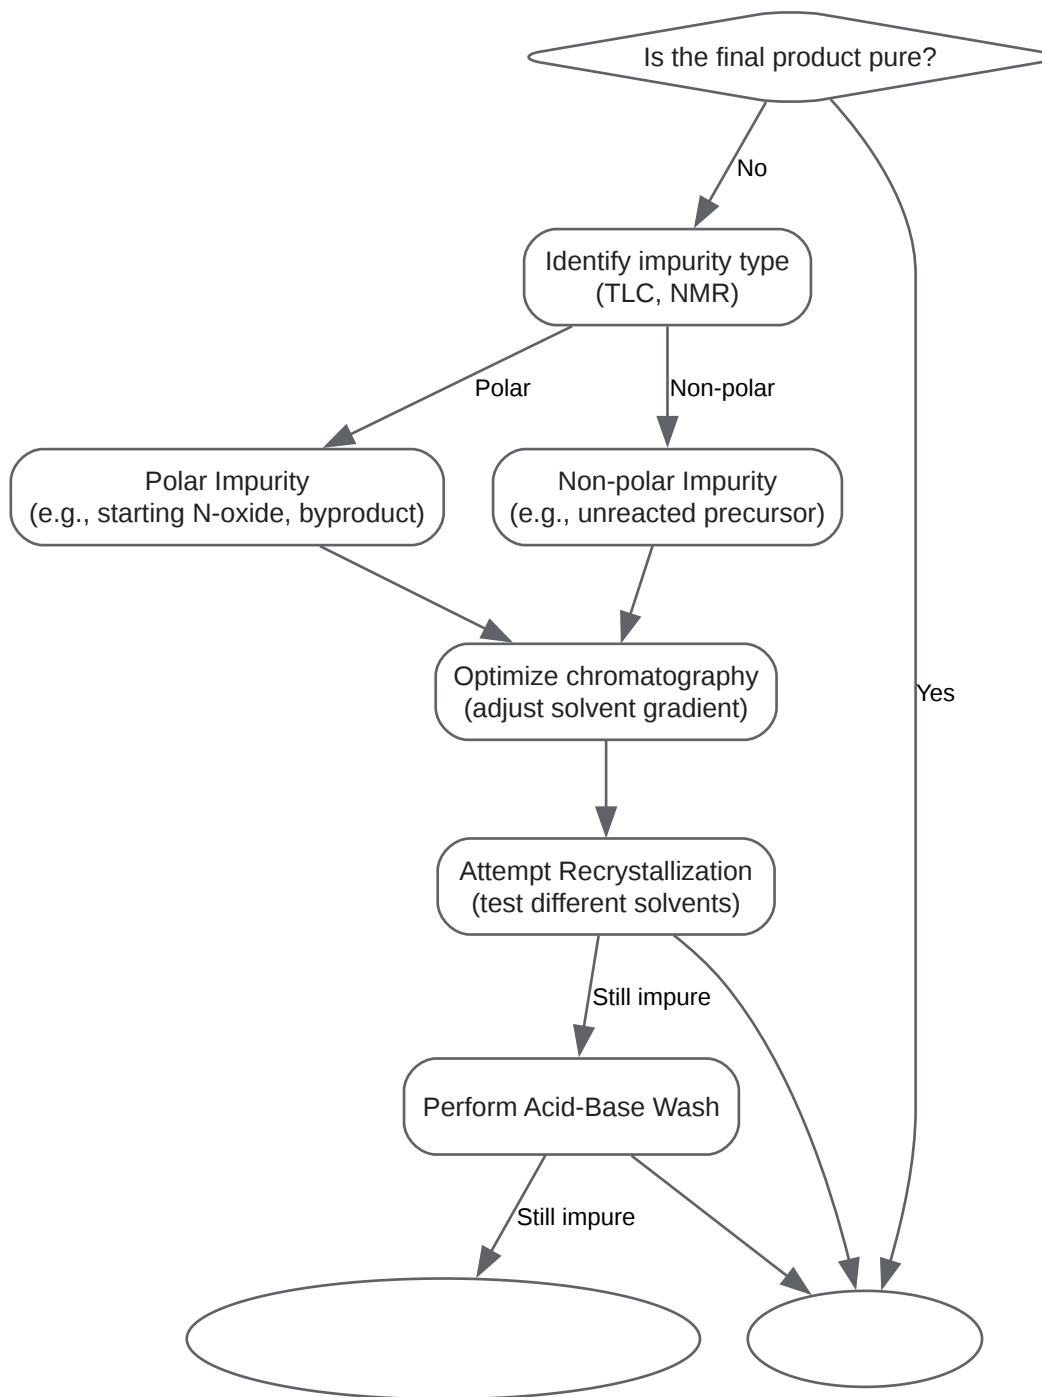 Is the final product pure?
No
Identify impurity type
(TLC, NMR)
Polar
Non-polar
Polar Impurity
(e.g., starting N-oxide, byproduct)
Non-polar Impurity
(e.g., unreacted precursor)
Optimize chromatography
(adjust solvent gradient)
Yes
Attempt Recrystallization
(test different solvents)
Still impure
Perform Acid-Base Wash
Still impure